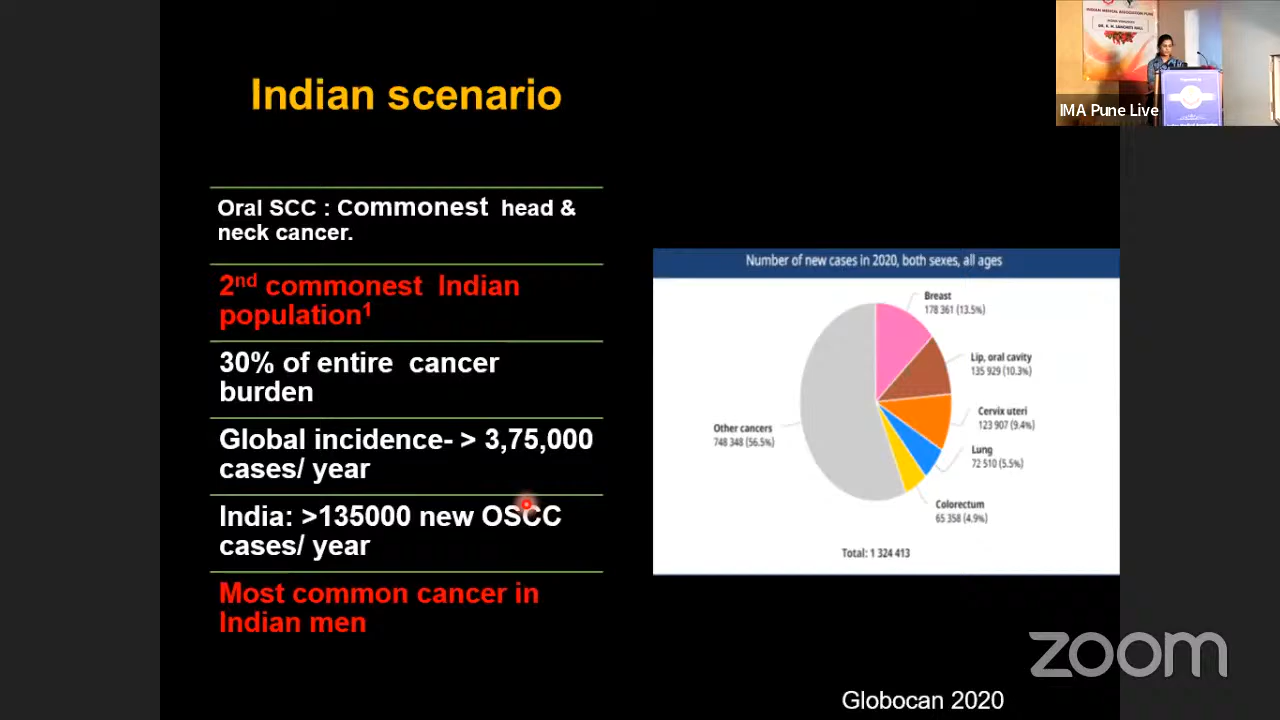 Indian scenario
Oral SCC : Commonest head &
neck cancer.
2nd commonest Indian
population1
30% of entire cancer
burden
Global incidence- > 3,75,000
cases/ year
India: >135000 new OSCC
cases/ year
Most common cancer in
Indian men
Number of new cases in 2020, both sexes, all ages
Breast
178 361 (13.5%)
Lip, oral cavity
135 929 (10.3%)
Cervix uteri
123 907 (9.4%)
Lung
72 510 (5.5%)
Colorectum
65 358 (4.9%)
Other cancers
748 348 (56.5%)
Total: 1 324 413
Globocan 2020
INDIAN MEDICAL ASSOCIATION PUNE
IMA Pune Live
zoom